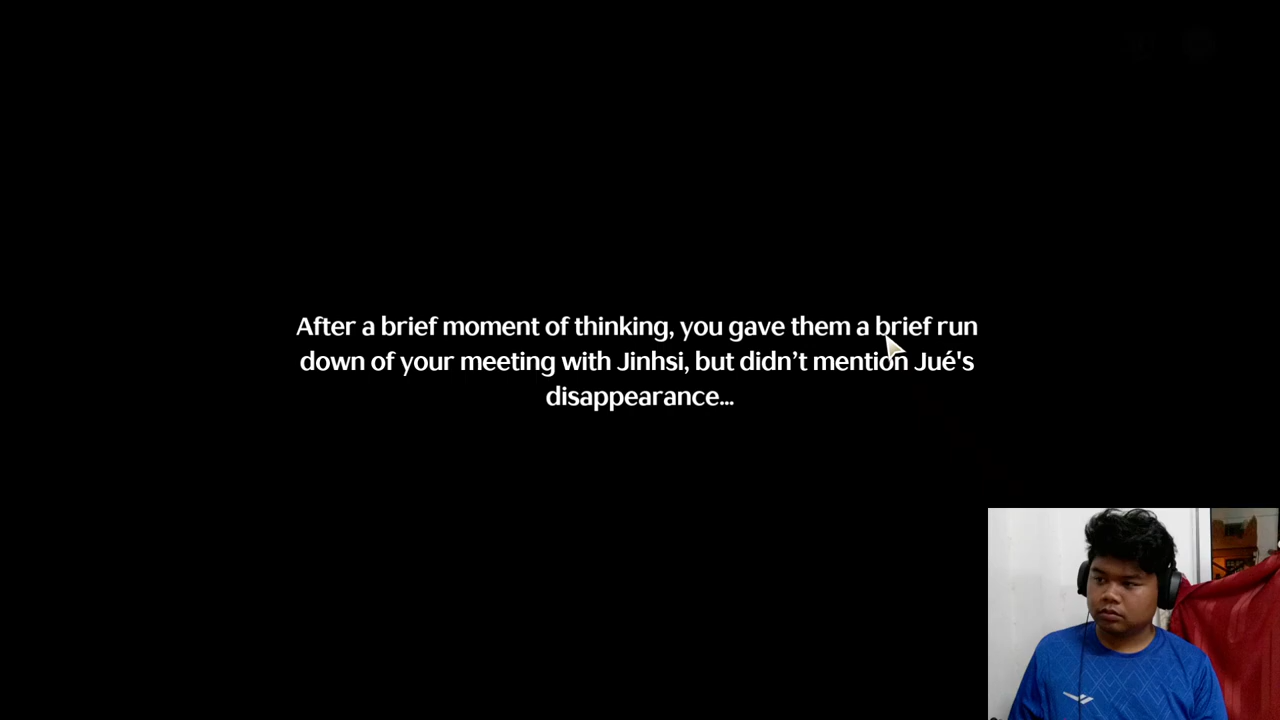 After a brief moment of thinking, you gave them a brief run
down of your meeting with Jinhsi, but didn’t mention Jué's
disappearance...